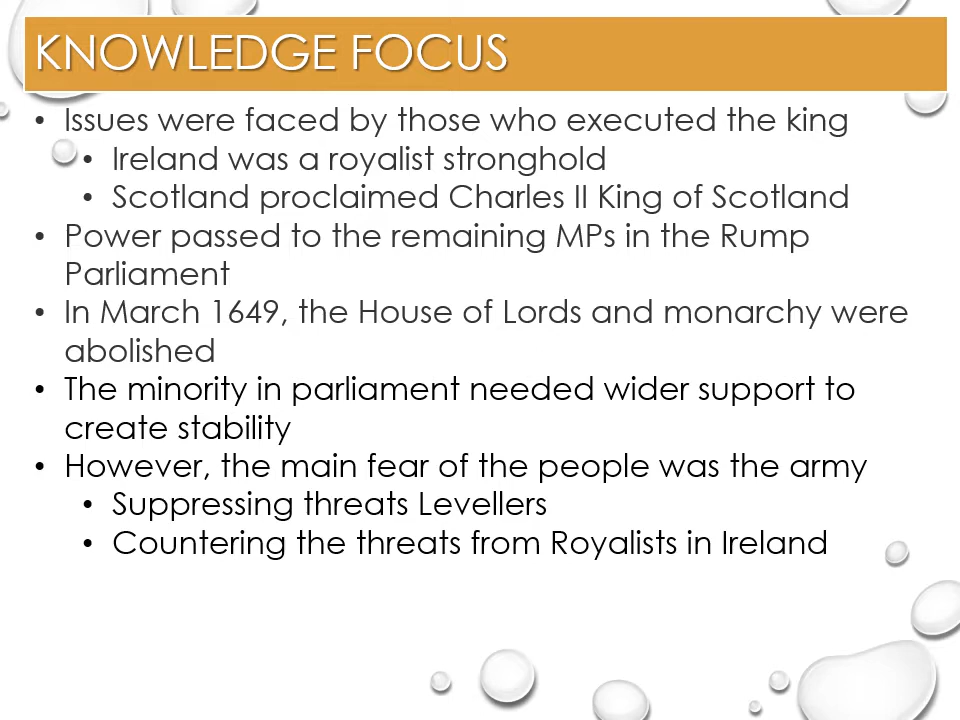 KNOWLEDGE FOCUS
• Issues were faced by those who executed the king
• Ireland was a royalist stronghold
• Scotland proclaimed Charles II King of Scotland
• Power passed to the remaining MPs in the Rump
Parliament
• In March 1649, the House of Lords and monarchy were
abolished
• The minority in parliament needed wider support to
create stability
• However, the main fear of the people was the army
• Suppressing threats Levellers
• Countering the threats from Royalists in Ireland